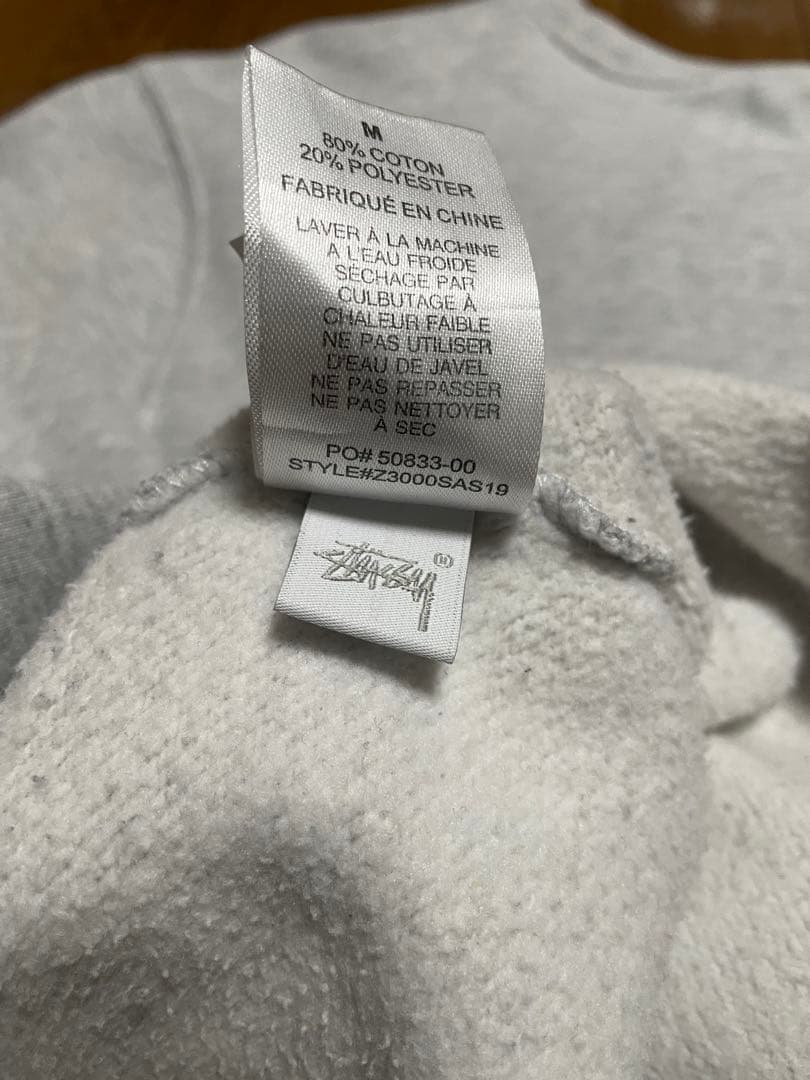 M
80% COTON
20% POLYESTER
FABRIQUÉ EN CHINE
LAVER À LA MACHINE
À L'EAU FROIDE
SÉCHAGE PAR
CULBUTAGE À
CHALEUR FAIBLE
NE PAS UTILISER
D'EAU DE JAVEL
NE PAS REPASSER
NE PAS NETTOYER
À SEC
PO# 50833-00
STYLE#Z3000SAS19
Stüssy ®